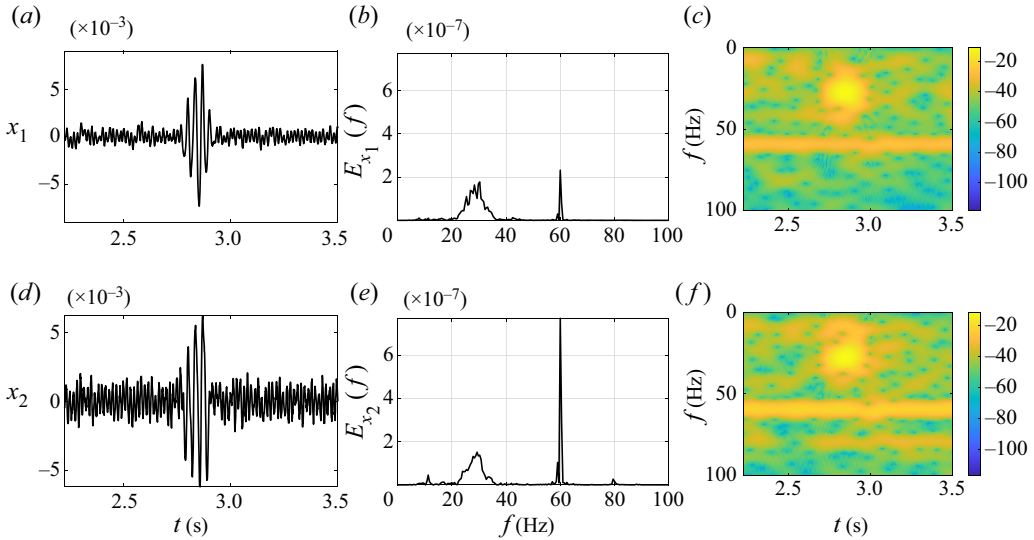 (a) (×10–3) (b) (×10–7) (c)
x1 5 0 –5
2.5 3.0 3.5
Ex1 (f) 6 4 2
0 20 40 60 80 100
f (Hz) 0 50 100
2.5 3.0 3.5
–20 –40 –60 –80 –100
(d) (×10–3) (e) (×10–7) (f)
x2 5 0 –5
2.5 3.0 3.5
t (s)
Ex2 (f) 6 4 2
0 20 40 60 80 100
f (Hz)
f (Hz) 0 50 100
2.5 3.0 3.5
t (s)
–20 –40 –60 –80 –100